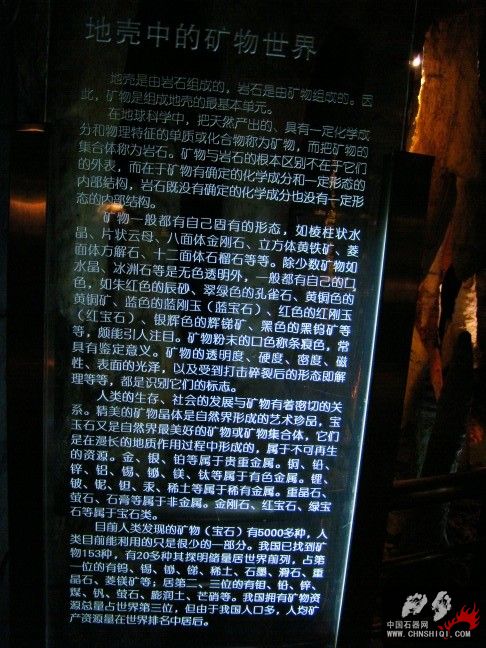 地壳中的矿物世界
地壳是由岩石组成的，岩石是由矿物组成的。因
此，矿物是组成地壳的最基本单元。
在地球科学中，把天然产出的、具有一定化学成
分和物理特征的单质或化合物称为矿物，而把矿物的
集合体称为岩石。矿物与岩石的根本区别不在于它们
的外表，而在于矿物有确定的化学成分和一定形态的
内部结构，岩石既没有确定的化学成分也没有一定形
态的内部结构。
矿物一般都有自己固有的形态，如棱柱状水
晶、片状云母、八面体金刚石、立方体黄铁矿、菱
面体方解石、十二面体石榴石等等。除少数矿物如
水晶、冰洲石等是无色透明外，一般都有自己的口
色，如朱红色的辰砂、翠绿色的孔雀石、黄铜色的
黄铜矿、蓝色的蓝刚玉（蓝宝石）、红色的红刚玉
（红宝石）、银辉色的辉锑矿、黑色的黑钨矿等
等，颇能引人注目。矿物粉末的口色称条痕色，常
具有鉴定意义。矿物的透明度、硬度、密度、磁
性、表面的光泽，以及受到打击碎裂后的形态即解
理等等，都是识别它们的标志。
人类的生存、社会的发展与矿物有着密切的关
系。精美的矿物晶体是自然界形成的艺术珍品，宝
玉石又是自然界最美好的矿物或矿物集合体，它们
是在漫长的地质作用过程中形成的，属于不可再生
的资源。金、银、铂等属于贵重金属。铜、铅、
锌、铝、锡、锑、镁、钛等属于有色金属。锂、
铍、铌、钽、汞、稀土等属于稀有金属。重晶石、
萤石、石膏等属于非金属。金刚石、红宝石、绿宝
石等属于宝石类。
目前人类发现的矿物（宝石）有5000多种，人
类目前能利用的只是很少的一部分。我国已找到矿
物153种，有20多种其探明储量居世界前列，占第
一位的有钨、锡、锑、稀土、石墨、滑石、重
晶石、菱镁矿等；居第二、三位的有钼、铅、锌、
煤、钒、萤石、膨润土、芒硝等。我国拥有矿物资
源总量占世界第三位，但由于我国人口多，人均矿
产资源量在世界排名中居后。
中国石器网
WWW.CHNSHIQI.COM